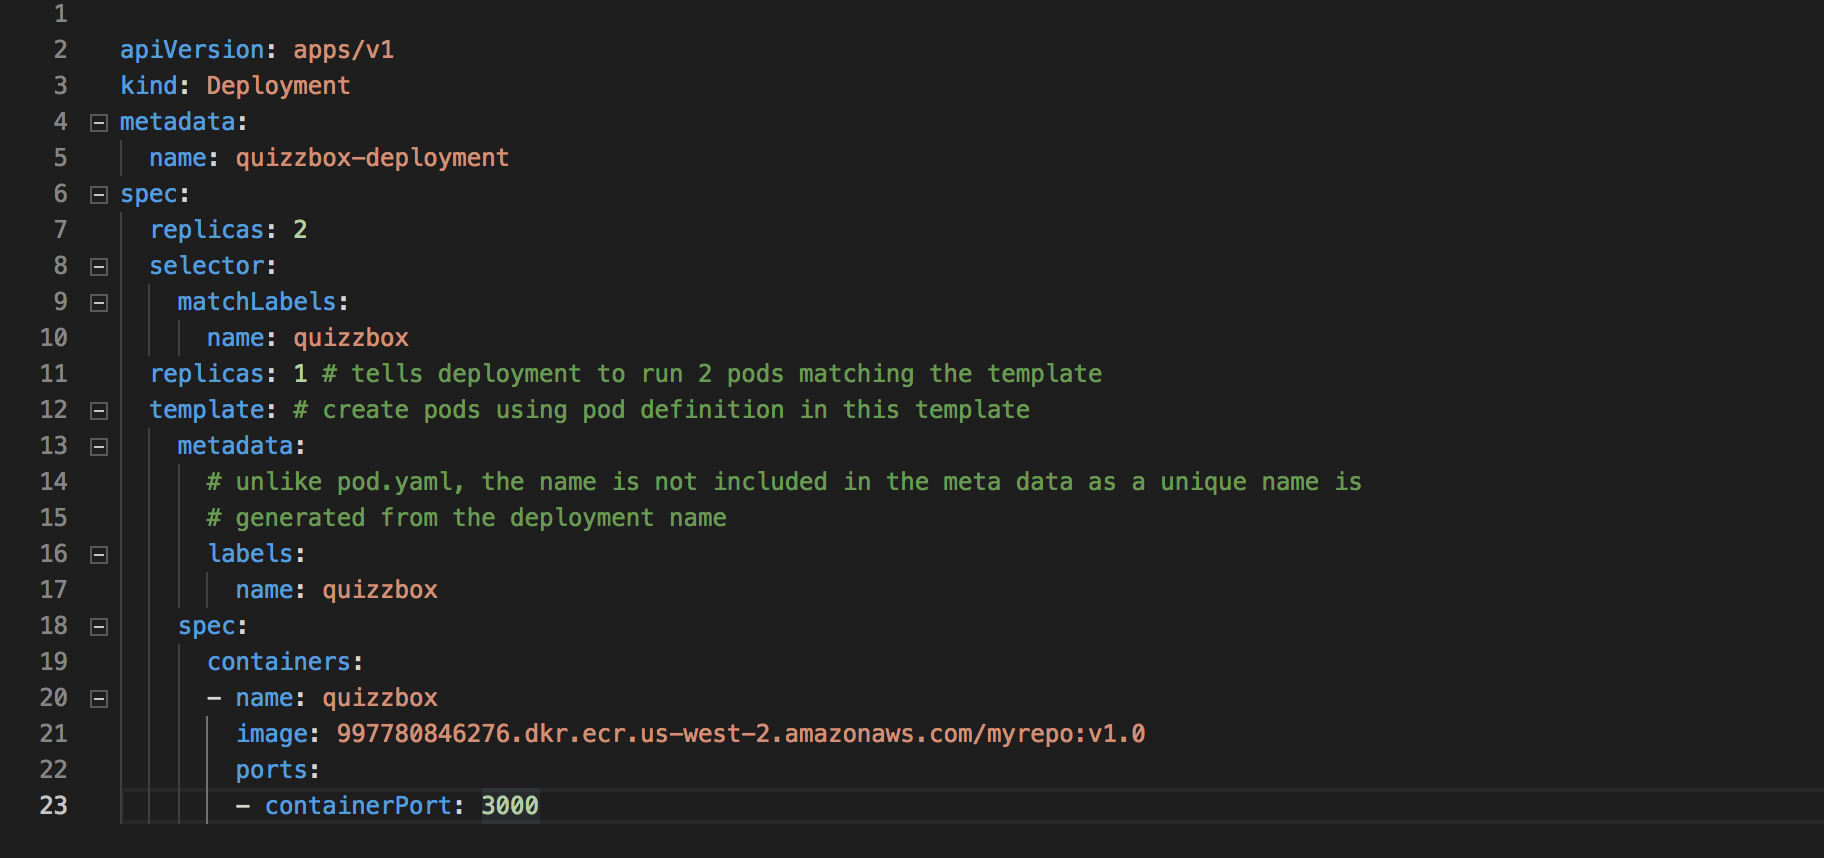 1
2 apiVersion: apps/v1
3 kind: Deployment
4 metadata:
5   name: quizzbox-deployment
6 spec:
7   replicas: 2
8   selector:
9     matchLabels:
10       name: quizzbox
11   replicas: 1 # tells deployment to run 2 pods matching the template
12   template: # create pods using pod definition in this template
13     metadata:
14       # unlike pod.yaml, the name is not included in the meta data as a unique name is
15       # generated from the deployment name
16       labels:
17         name: quizzbox
18     spec:
19       containers:
20       - name: quizzbox
21         image: 997780846276.dkr.ecr.us-west-2.amazonaws.com/myrepo:v1.0
22         ports:
23         - containerPort: 3000